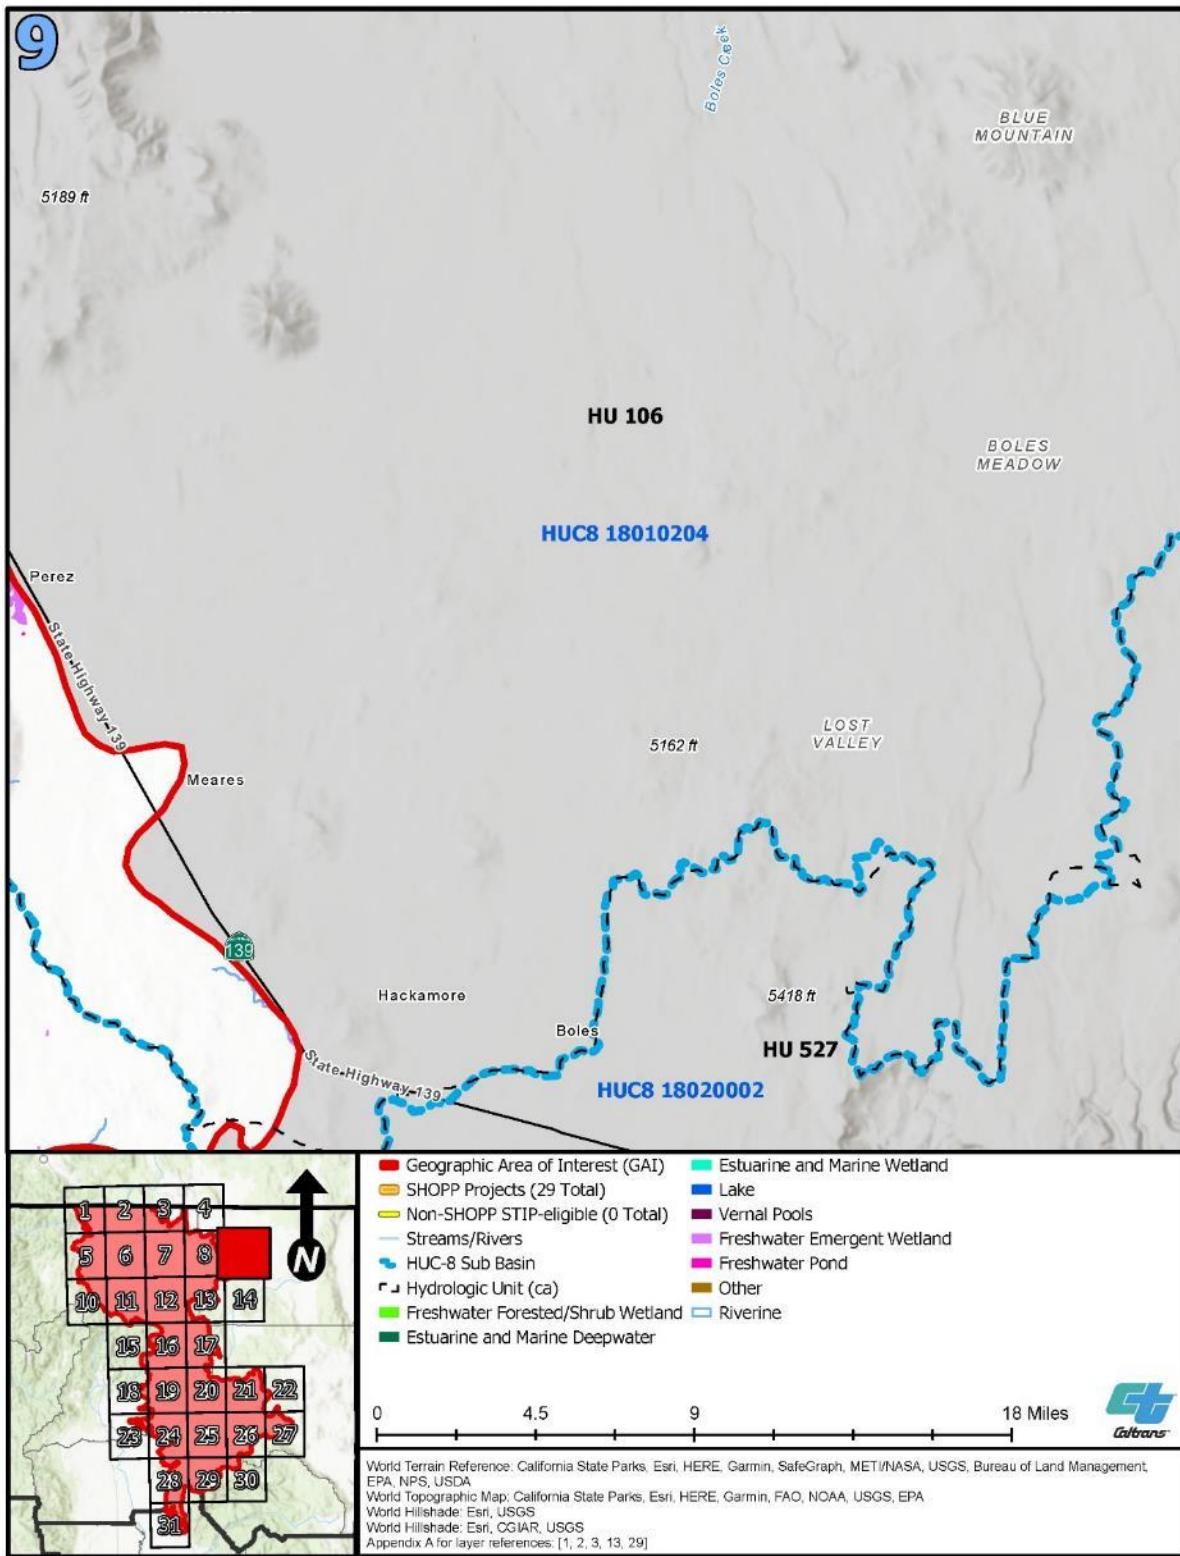 9
Boles Creek
BLUE
MOUNTAIN
5189 ft
HU 106
BOLES
MEADOW
HUC8 18010204
Perez
State Highway 139
LOST
VALLEY
5162 ft
Meares
139
Hackamore
5418 ft
Boles
HU 527
State Highway 139
HUC8 18020002
1 2 3 4
5 6 7 8
10 11 12 13 14
15 16 17
18 19 20 21 22
23 24 25 26 27
28 29 30
31
N
Geographic Area of Interest (GAI)
SHOPP Projects (29 Total)
Non-SHOPP STIP-eligible (0 Total)
Streams/Rivers
HUC-8 Sub Basin
Hydrologic Unit (ca)
Freshwater Forested/Shrub Wetland
Estuarine and Marine Deepwater
Estuarine and Marine Wetland
Lake
Vernal Pools
Freshwater Emergent Wetland
Freshwater Pond
Other
Riverine
0 4.5 9 18 Miles
Caltrans
World Terrain Reference: California State Parks, Esri, HERE, Garmin, SafeGraph, METI/NASA, USGS, Bureau of Land Management,
EPA, NPS, USDA
World Topographic Map: California State Parks, Esri, HERE, Garmin, FAO, NOAA, USGS, EPA
World Hillshade: Esri, USGS
World Hillshade: Esri, CGIAR, USGS
Appendix A for layer references: [1, 2, 3, 13, 29]